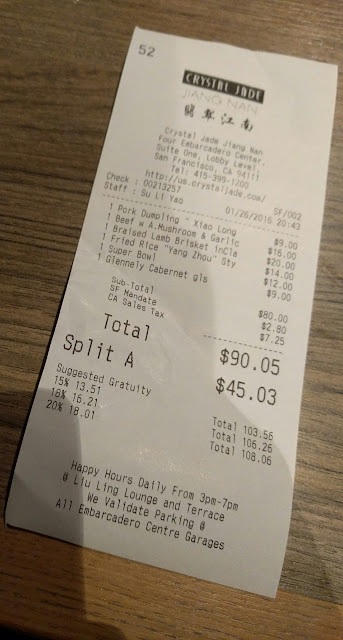 52
CRYSTAL JADE
JIANG NAN
翡翠江南
Crystal Jade Jiang Nan
Four Embarcadero Center,
Suite One, Lobby Level
San Francisco, CA 94111
Tel: 415-399-1200
http://us.crystaljade.com/
Check : 00213257 SF/002
Staff : Su Li Yao 01/26/2016 20:43
1 Pork Dumpling " Xiao Long $9.00
1 Beef w A.Mushroom & Garlic $16.00
1 Braised Lamb Brisket inCla $20.00
1 Fried Rice "Yang Zhou" Sty $14.00
1 Super Bowl $12.00
1 Glennely Cabernet gls $9.00
Sub-Total $80.00
SF Mandate $2.80
CA Sales Tax $7.25
Total $90.05
Split A $45.03
Suggested Gratuity
15% 13.51 Total 103.56
18% 16.21 Total 106.26
20% 18.01 Total 108.06
Happy Hours Daily From 3pm-7pm
@ Liu Ling Lounge and Terrace
We Validate Parking @
All Embarcadero Centre Garages